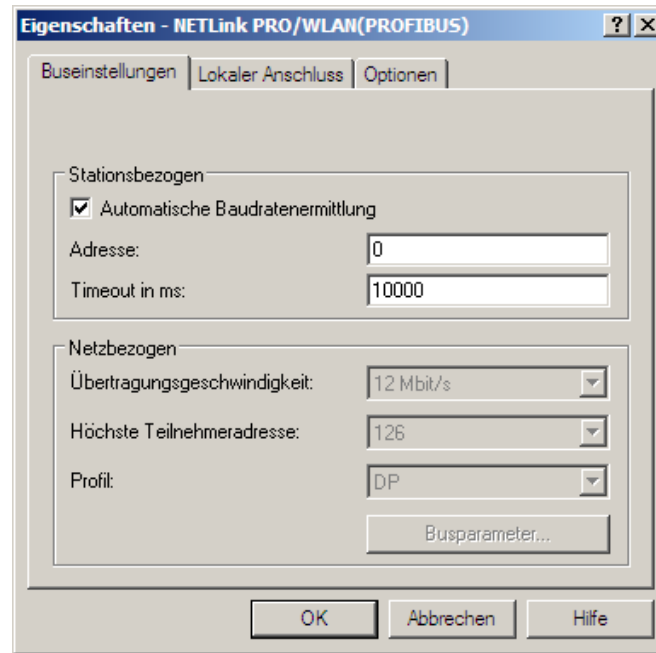 Eigenschaften - NETLink PRO/WLAN(PROFIBUS)
Buseinstellungen Lokaler Anschluss Optionen
Stationsbezogen
Automatische Baudratenermittlung
Adresse: 0
Timeout in ms: 10000
Netzbezogen
Übertragungsgeschwindigkeit: 12 Mbit/s
Höchste Teilnehmeradresse: 126
Profil: DP
Busparameter...
OK Abbrechen Hilfe